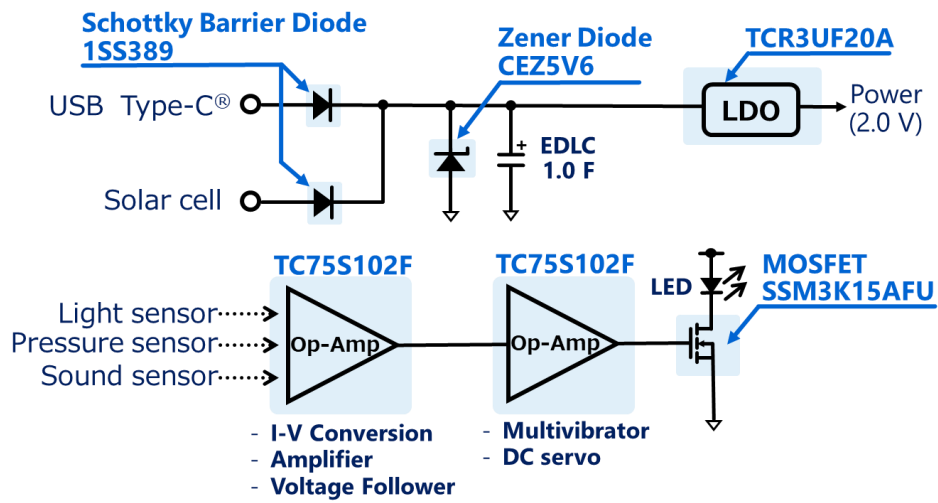 Schottky Barrier Diode
1SS389
Zener Diode
CEZ5V6
TCR3UF20A
USB Type-C®
LDO
Power
(2.0 V)
+
EDLC
1.0 F
Solar cell
TC75S102F
TC75S102F
MOSFET
SSM3K15AFU
LED
Light sensor
Pressure sensor
Sound sensor
Op-Amp
Op-Amp
- I-V Conversion
- Amplifier
- Voltage Follower
- Multivibrator
- DC servo